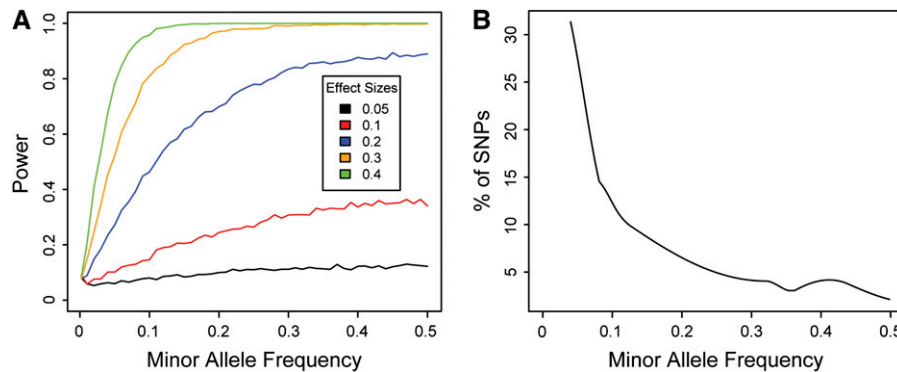 A
Power
1.0
0.8
0.6
0.4
0.2
0
Effect Sizes
0.05
0.1
0.2
0.3
0.4
0 0.1 0.2 0.3 0.4 0.5
Minor Allele Frequency
B
% of SNPs
30
25
20
15
10
5
0 0.1 0.2 0.3 0.4 0.5
Minor Allele Frequency